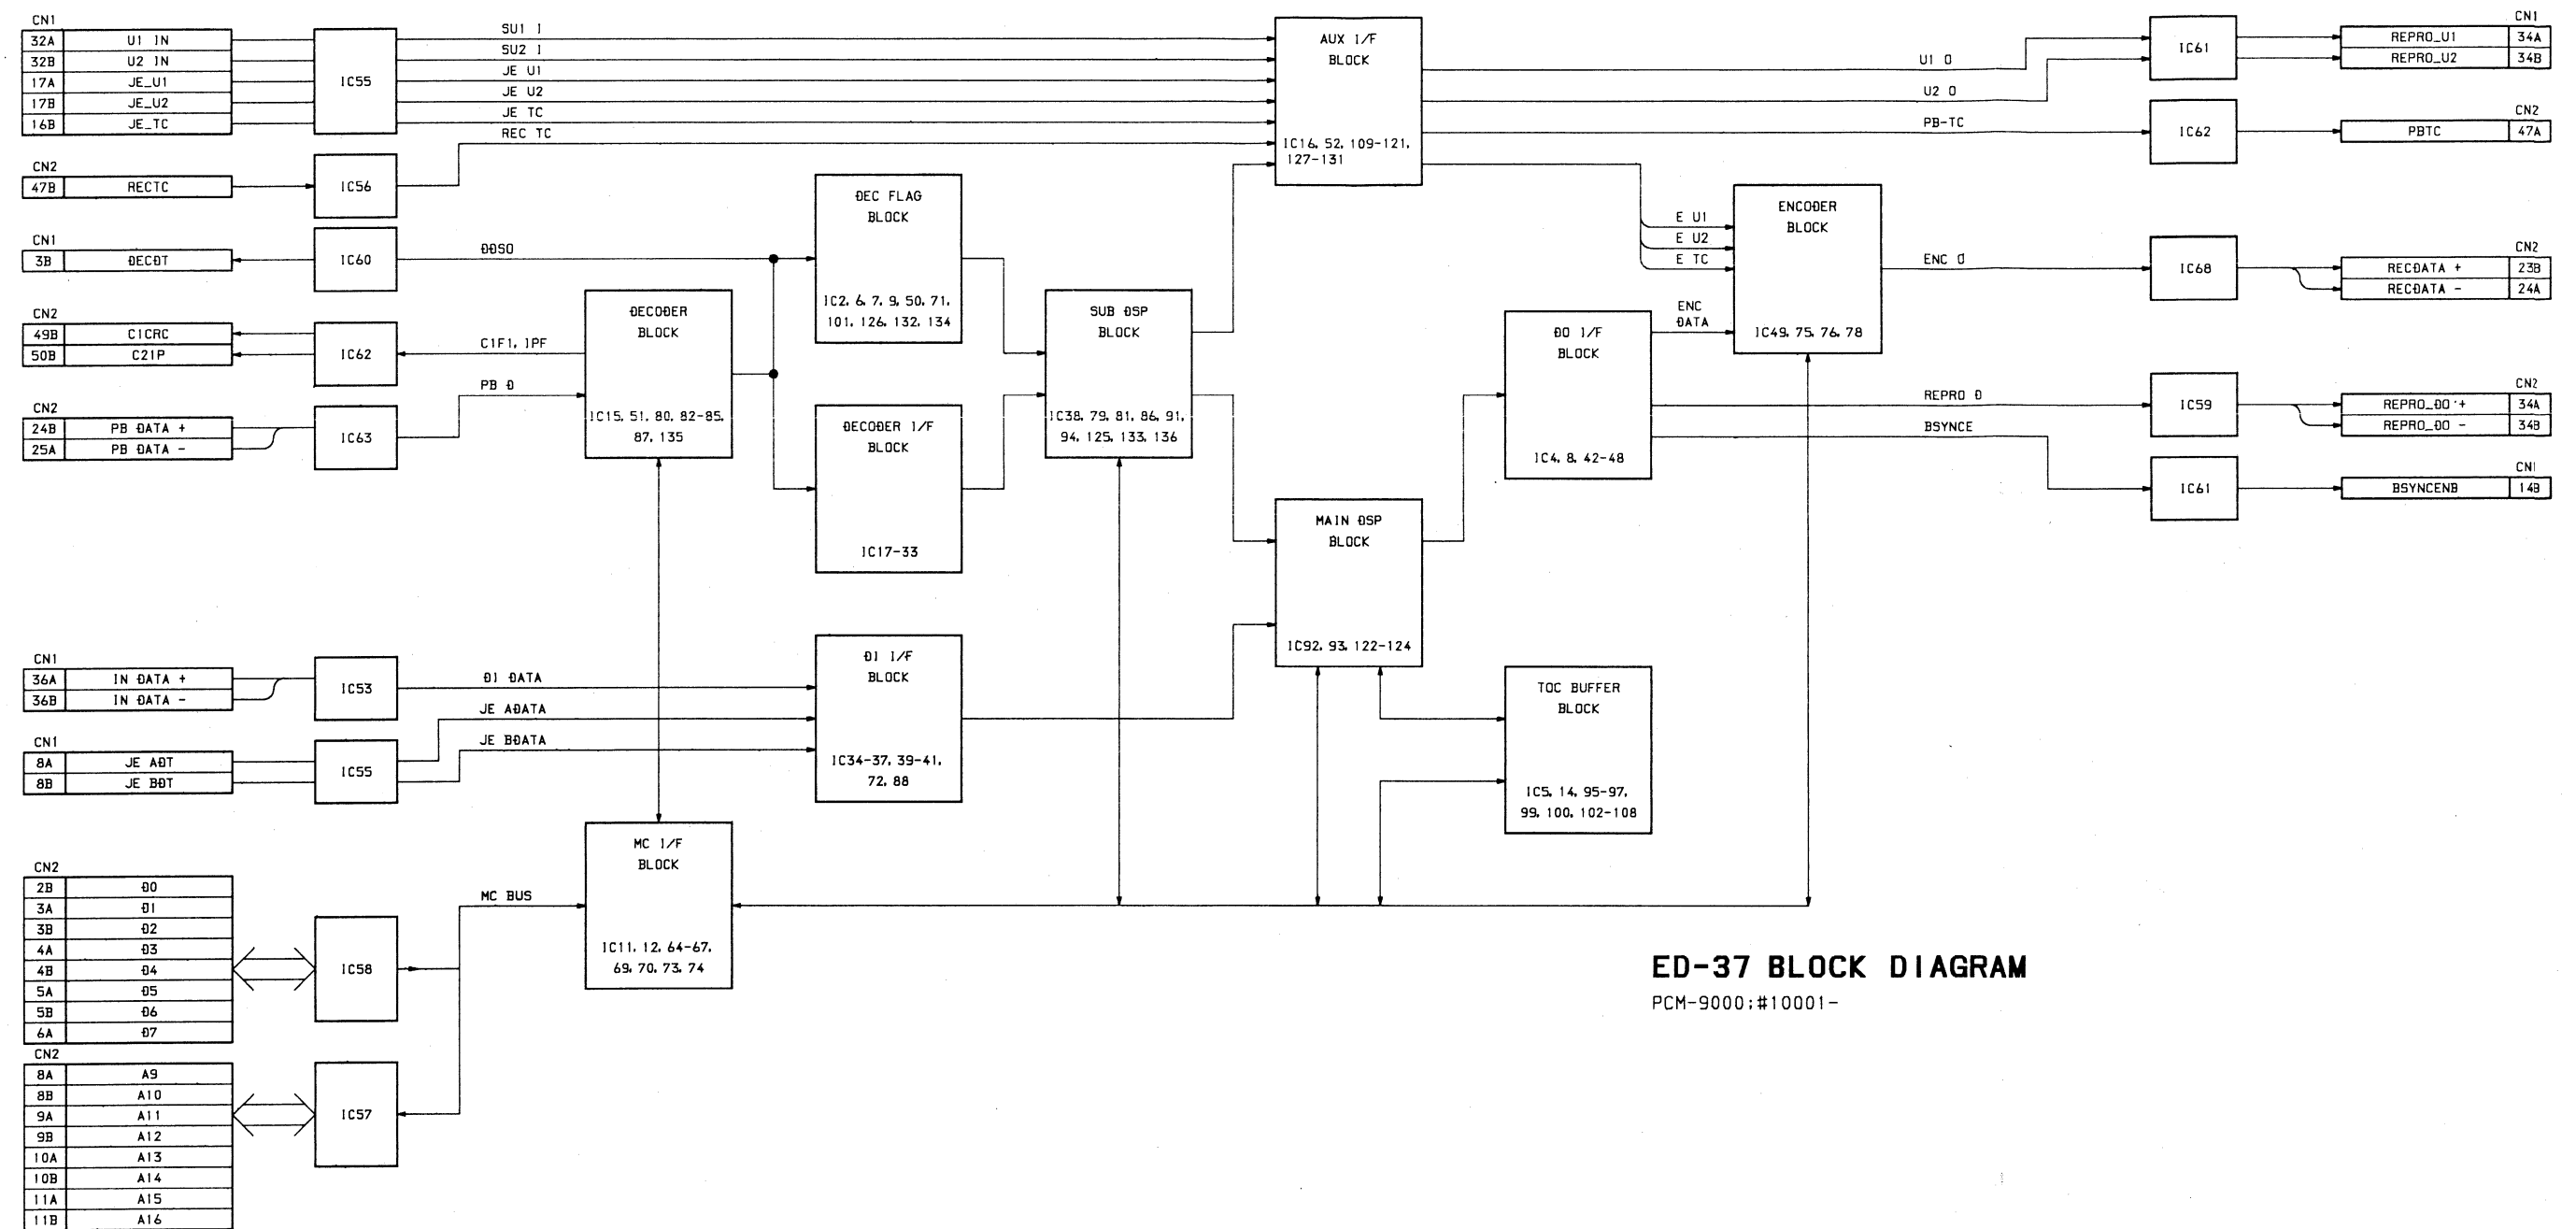 CN1
32A U1 IN
32B U2 IN
17A JE_U1
17B JE_U2
16B JE_TC
IC55
SU1 I
SU2 I
JE U1
JE U2
JE TC
REC TC
CN2
47B RECTC
IC56
CN1
3B DECDT
IC60
DDSO
CN2
49B C1CRC
50B C2IP
IC62
C1F1, IPF
CN2
24B PB DATA +
25A PB DATA -
IC63
PB D
DECODER
BLOCK
IC15, 51, 80, 82-85,
87, 135
DEC FLAG
BLOCK
IC2, 6, 7, 9, 50, 71,
101, 126, 132, 134
DECODER I/F
BLOCK
IC17-33
SUB DSP
BLOCK
IC38, 79, 81, 86, 91,
94, 125, 133, 136
AUX I/F
BLOCK
IC16, 52, 109-121,
127-131
U1 O
U2 O
PB-TC
IC61
CN1
REPRO_U1 34A
REPRO_U2 34B
IC62
CN2
PBTC 47A
E U1
E U2
E TC
ENC
DATA
ENCODER
BLOCK
IC49, 75, 76, 78
ENC O
IC68
CN2
RECDATA + 23B
RECDATA - 24A
DO I/F
BLOCK
IC4, 8, 42-48
REPRO D
BSYNCE
IC59
CN2
REPRO_DO + 34A
REPRO_DO - 34B
IC61
CN1
BSYNCENB 14B
MAIN DSP
BLOCK
IC92, 93, 122-124
CN1
36A IN DATA +
36B IN DATA -
IC53
DI DATA
CN1
8A JE ADT
8B JE BDT
IC55
JE ADATA
JE BDATA
DI I/F
BLOCK
IC34-37, 39-41,
72, 88
TOC BUFFER
BLOCK
IC5, 14, 95-97,
99, 100, 102-108
MC I/F
BLOCK
IC11, 12, 64-67,
69, 70, 73, 74
MC BUS
CN2
2B D0
3A D1
3B D2
4A D3
4B D4
5A D5
5B D6
6A D7
IC58
CN2
8A A9
8B A10
9A A11
9B A12
10A A13
10B A14
11A A15
11B A16
IC57
ED-37 BLOCK DIAGRAM
PCM-9000;#10001-